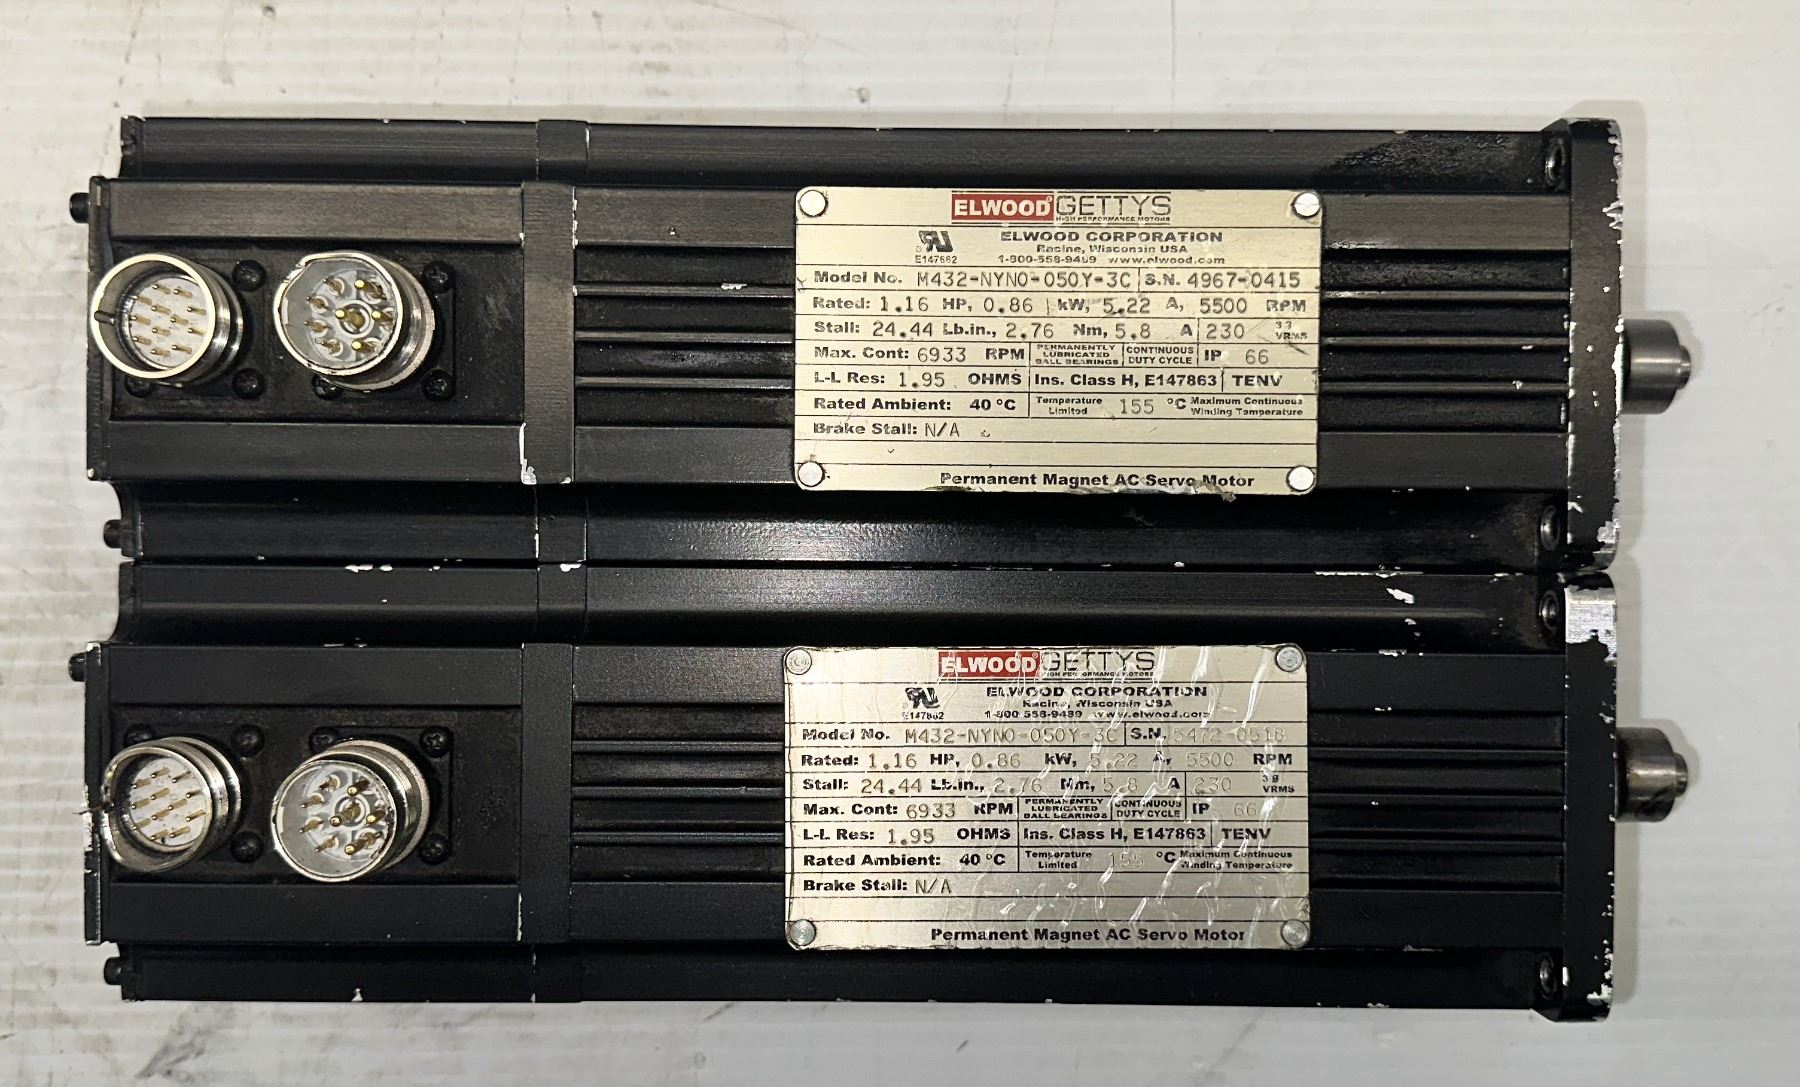 ELWOOD GETTYS
HIGH PERFORMANCE MOTORS
ELWOOD CORPORATION
Racine, Wisconsin USA
E147862 1-800-558-9489 www.elwood.com
Model No. M432-NYN0-050Y-3C S.N. 4967-0415
Rated: 1.16 HP, 0.86 kW, 5.22 A, 5500 RPM
Stall: 24.44 Lb.in., 2.76 Nm, 5.8 A 230 VRMS
Max. Cont: 6933 RPM PERMANENTLY LUBRICATED BALL BEARINGS CONTINUOUS DUTY CYCLE IP 66
L-L Res: 1.95 OHMS Ins. Class H, E147863 TENV
Rated Ambient: 40 °C Temperature Limited 155 °C Maximum Continuous Winding Temperature
Brake Stall: N/A
Permanent Magnet AC Servo Motor
ELWOOD GETTYS
HIGH PERFORMANCE MOTORS
ELWOOD CORPORATION
Racine, Wisconsin USA
E147862 1-800-558-9489 www.elwood.com
Model No. M432-NYN0-050Y-3C S.N. 5472-0518
Rated: 1.16 HP, 0.86 kW, 5.22 A, 5500 RPM
Stall: 24.44 Lb.in., 2.76 Nm, 5.8 A 230 VRMS
Max. Cont: 6933 RPM PERMANENTLY LUBRICATED BALL BEARINGS CONTINUOUS DUTY CYCLE IP 66
L-L Res: 1.95 OHMS Ins. Class H, E147863 TENV
Rated Ambient: 40 °C Temperature Limited 155 °C Maximum Continuous Winding Temperature
Brake Stall: N/A
Permanent Magnet AC Servo Motor